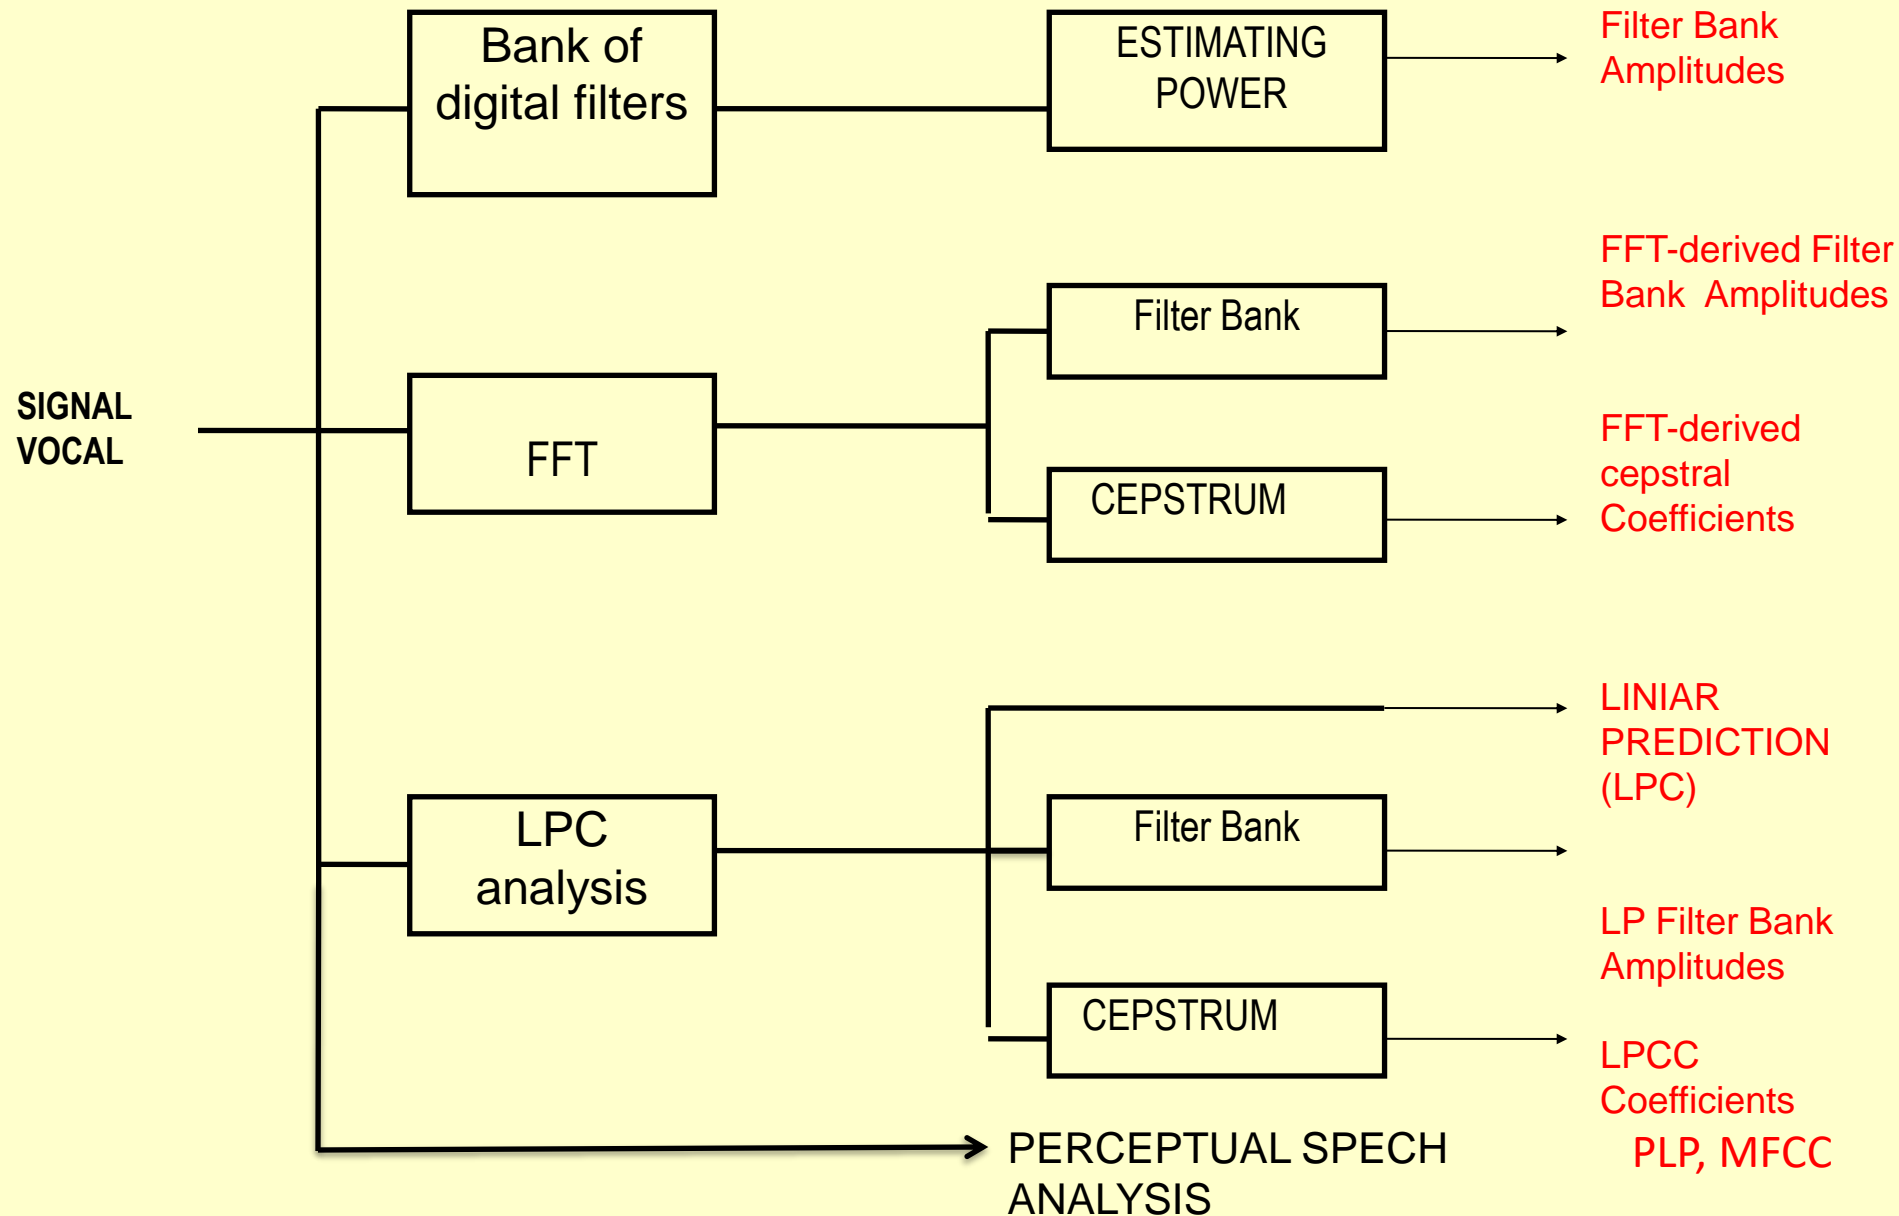 Bank of
digital filters
ESTIMATING
POWER
Filter Bank
Amplitudes
SIGNAL
VOCAL
FFT
Filter Bank
FFT-derived Filter
Bank Amplitudes
CEPSTRUM
FFT-derived
cepstral
Coefficients
LPC
analysis
LINIAR
PREDICTION
(LPC)
Filter Bank
LP Filter Bank
Amplitudes
CEPSTRUM
LPCC
Coefficients
PERCEPTUAL SPECH
ANALYSIS
PLP, MFCC